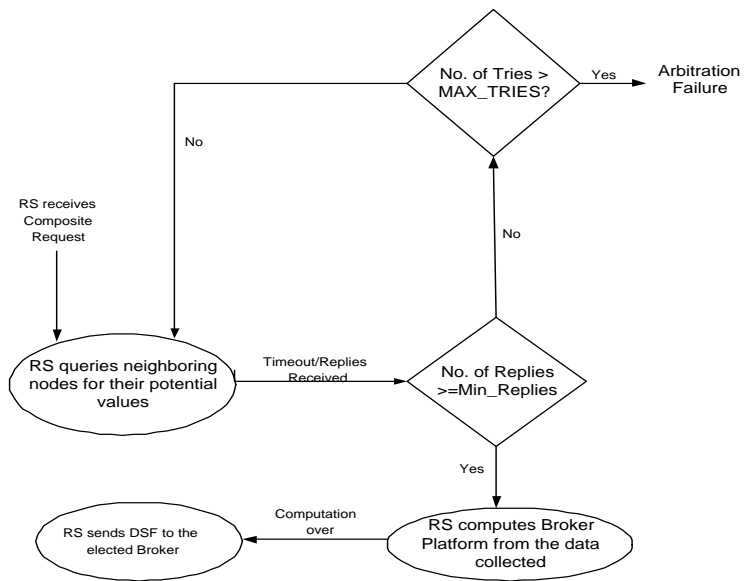 No. of Tries >
MAX_TRIES?
Yes
Arbitration
Failure
No
RS receives
Composite
Request
No
RS queries neighboring
nodes for their potential
values
Timeout/Replies
Received
No. of Replies
>=Min_Replies
Yes
RS sends DSF to the
elected Broker
Computation
over
RS computes Broker
Platform from the data
collected